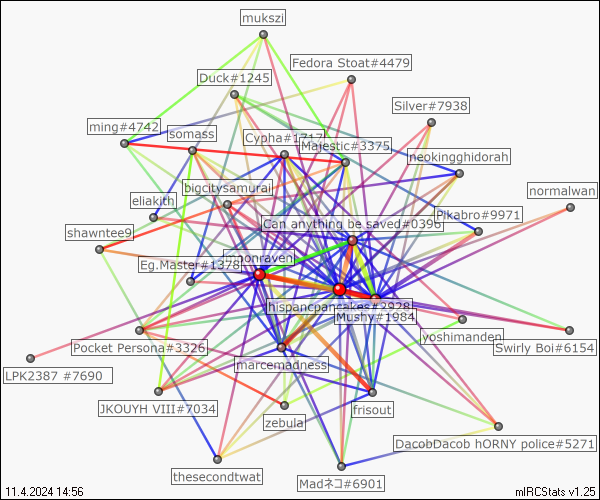 mukszi
Fedora Stoat#4479
Duck#1245
Silver#7938
ming#4742
somass
Cypha#1717
Majestic#3375
neokingghidorah
bigcitysamurai
normalwan
eliakith
Pikabro#9971
Can anything be saved#0396
shawntee9
Eg.Master#1378
hispancpancakes#3928
Mushy#1984
yoshimanden
Pocket Persona#3326
Swirly Boi#6154
marcemadness
LPK2387 #7690
JKOUYH VIII#7034
frisout
zebula
DacobDacob hORNY police#5271
thesecondtwat
Madネコ#6901
11.4.2024 14:56
mIRCStats v1.25